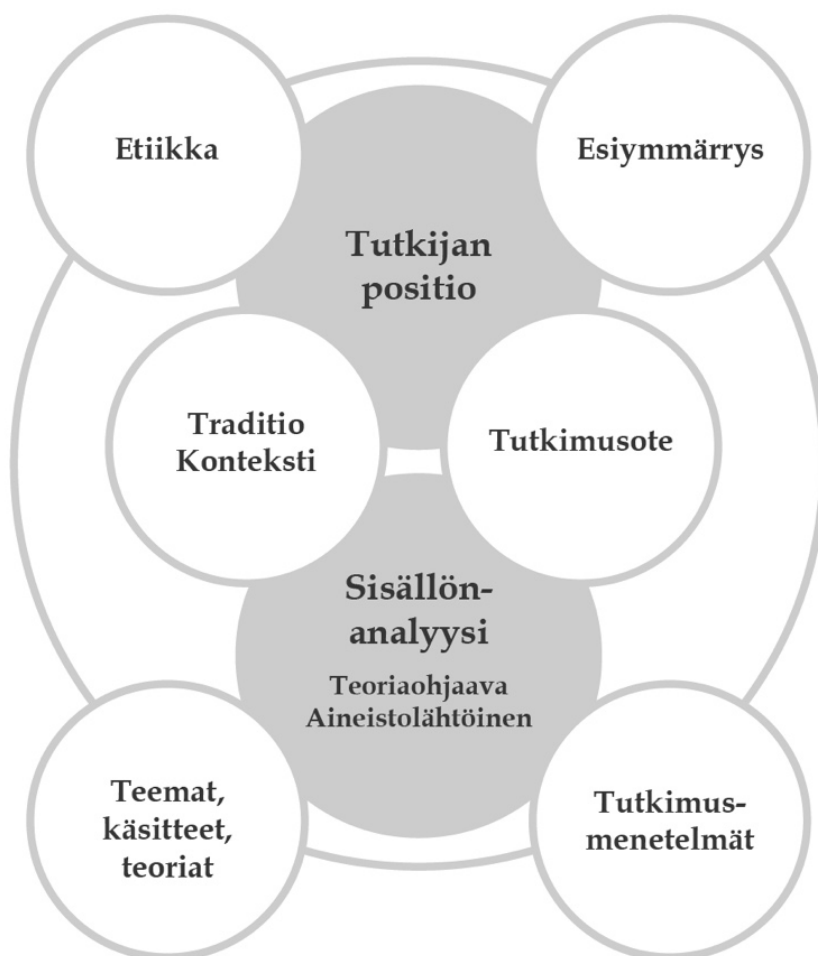 Etiikka
Esiymmärrys
Tutkijan
positio
Traditio
Konteksti
Tutkimusote
Sisällön-
analyysi
Teoriaohjaava
Aineistolähtöinen
Teemat,
käsitteet,
teoriat
Tutkimus-
menetelmät